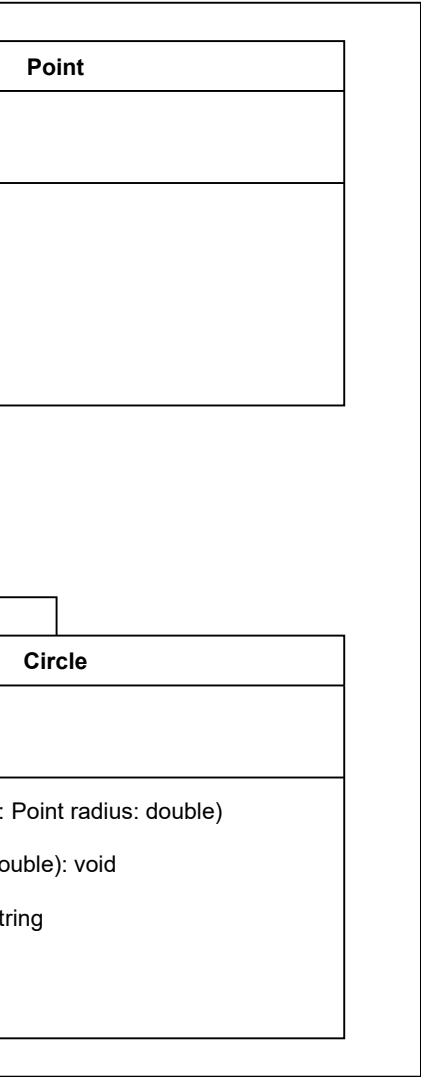 Point
Circle
: Point radius: double)
ouble): void
tring